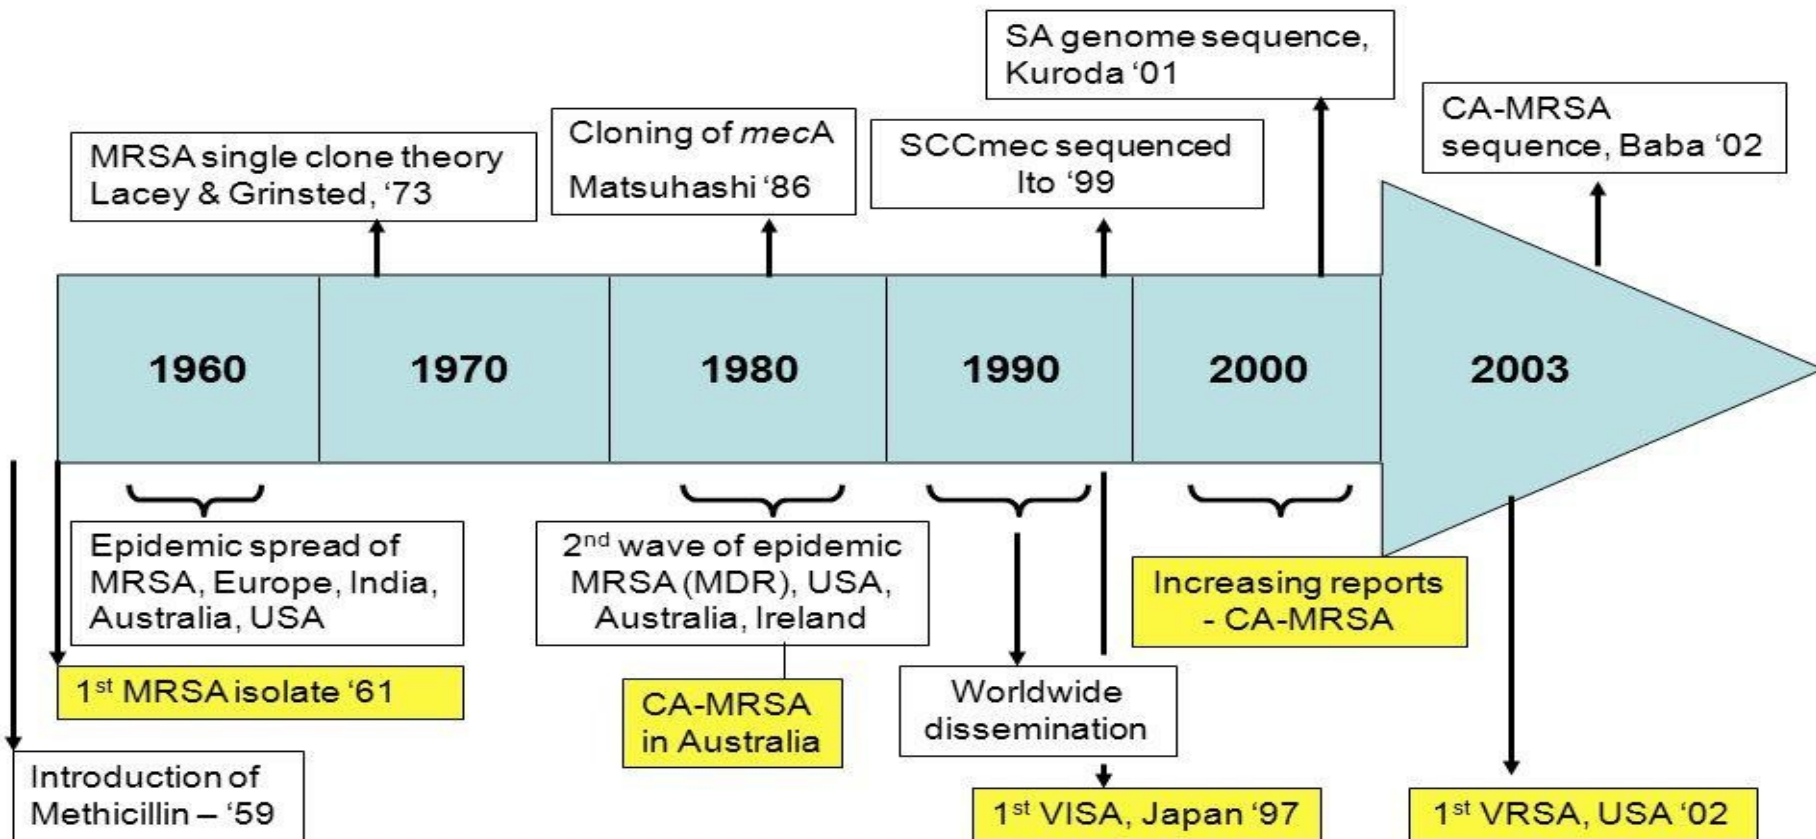 SA genome sequence,
Kuroda ‘01
CA-MRSA
sequence, Baba ‘02
Cloning of mecA
Matsuhashi ‘86
SCCmec sequenced
Ito ‘99
MRSA single clone theory
Lacey & Grinsted, ‘73
1960
1970
1980
1990
2000
2003
Epidemic spread of
MRSA, Europe, India,
Australia, USA
2nd wave of epidemic
MRSA (MDR), USA,
Australia, Ireland
Increasing reports
- CA-MRSA
1st MRSA isolate ‘61
CA-MRSA
in Australia
Worldwide
dissemination
Introduction of
Methicillin – ‘59
1st VISA, Japan ‘97
1st VRSA, USA ‘02